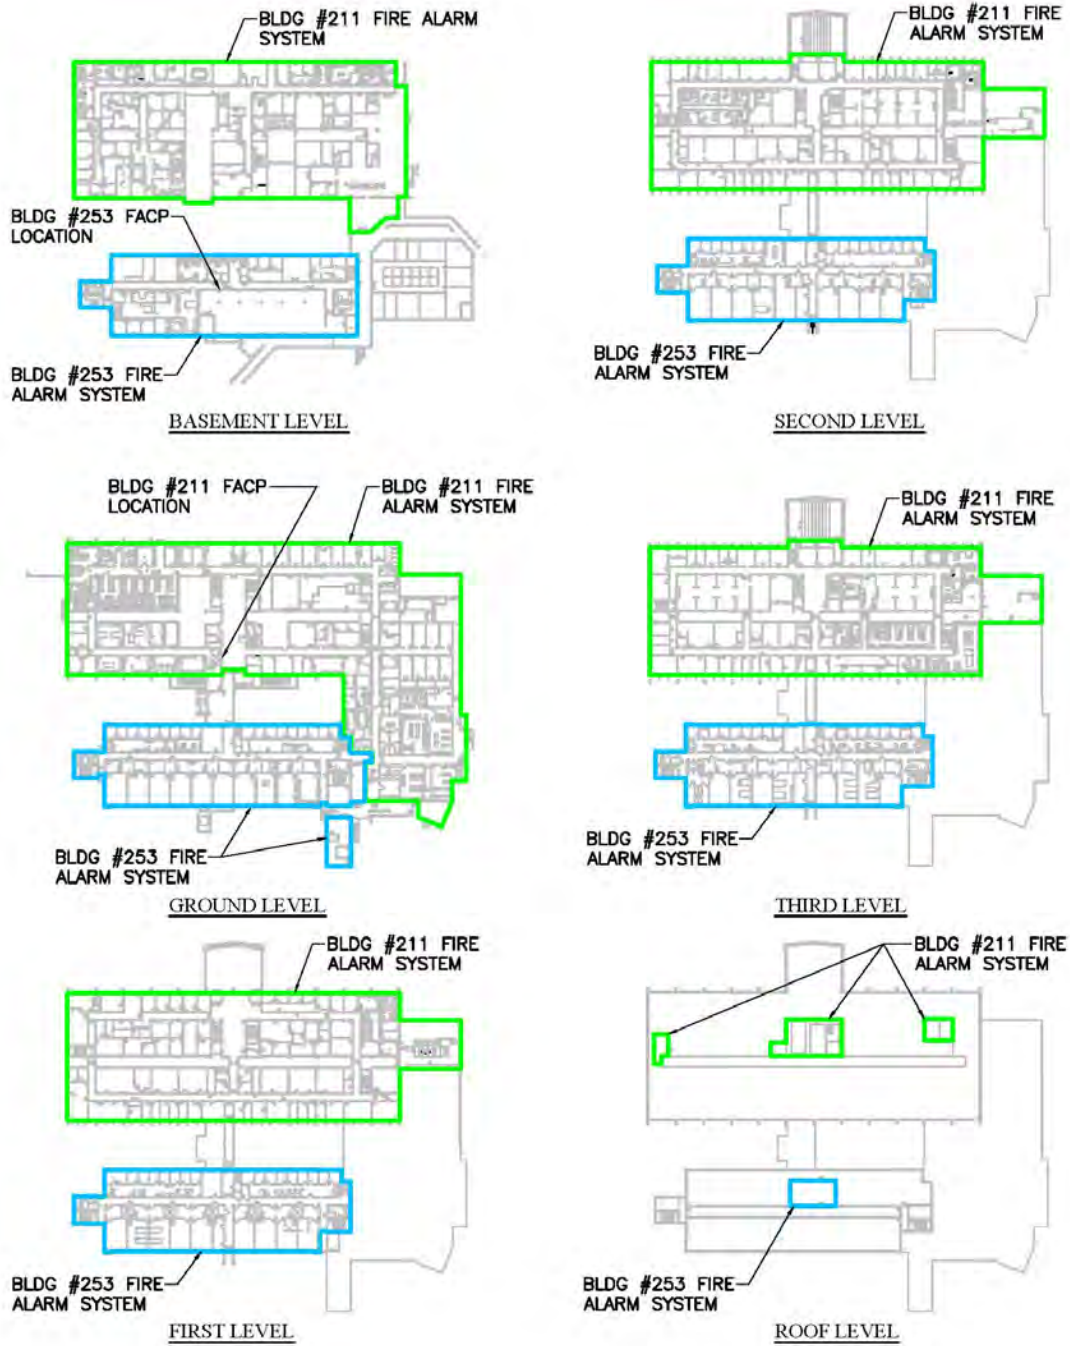 BLDG #211 FIRE ALARM
SYSTEM
BLDG #253 FACP
LOCATION
BLDG #253 FIRE
ALARM SYSTEM
BASEMENT LEVEL
BLDG #211 FIRE
ALARM SYSTEM
BLDG #253 FIRE
ALARM SYSTEM
SECOND LEVEL
BLDG #211 FACP
LOCATION
BLDG #211 FIRE
ALARM SYSTEM
BLDG #253 FIRE
ALARM SYSTEM
GROUND LEVEL
BLDG #211 FIRE
ALARM SYSTEM
BLDG #253 FIRE
ALARM SYSTEM
THIRD LEVEL
BLDG #211 FIRE
ALARM SYSTEM
BLDG #253 FIRE
ALARM SYSTEM
FIRST LEVEL
BLDG #211 FIRE
ALARM SYSTEM
BLDG #253 FIRE
ALARM SYSTEM
ROOF LEVEL